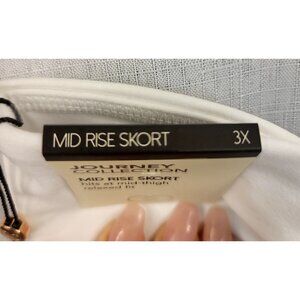 MID RISE SKORT 3X
JOURNEY
COLLECTION
MID RISE SKORT
hits at mid-thigh
relaxed fit